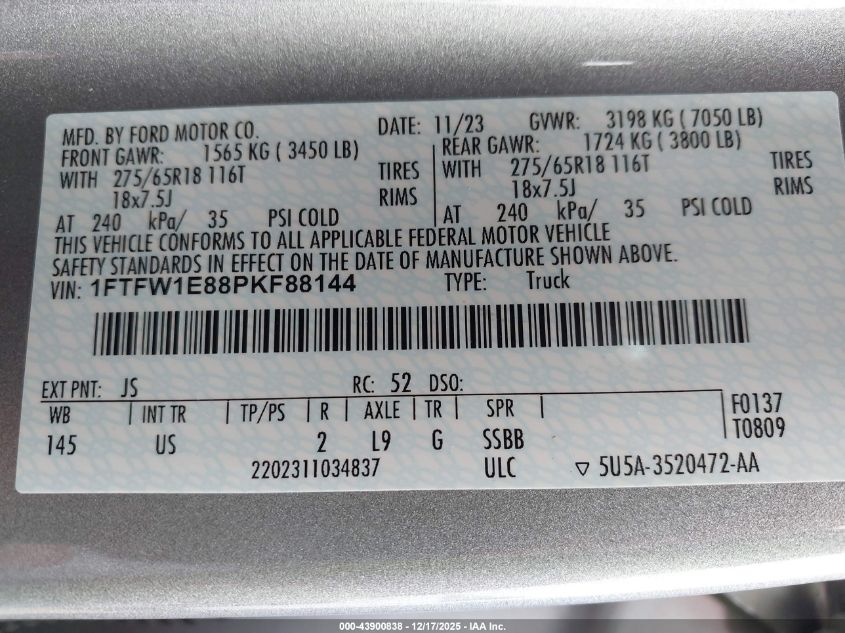 MFD. BY FORD MOTOR CO. DATE: 11/23 GVWR: 3198 KG ( 7050 LB)
FRONT GAWR: 1565 KG ( 3450 LB) REAR GAWR: 1724 KG ( 3800 LB)
WITH 275/65R18 116T TIRES WITH 275/65R18 116T TIRES
18x7.5J RIMS 18x7.5J RIMS
AT 240 kPa/ 35 PSI COLD AT 240 kPa/ 35 PSI COLD
THIS VEHICLE CONFORMS TO ALL APPLICABLE FEDERAL MOTOR VEHICLE
SAFETY STANDARDS IN EFFECT ON THE DATE OF MANUFACTURE SHOWN ABOVE.
VIN: 1FTFW1E88PKF88144 TYPE: Truck
EXT PNT: JS RC: 52 DSO:
WB INT TR TP/PS R AXLE TR SPR F0137
145 US 2 L9 G SSBB T0809
2202311034837 ULC ▽ 5U5A-3520472-AA
000-43900838 - 12/17/2025 - IAA Inc.